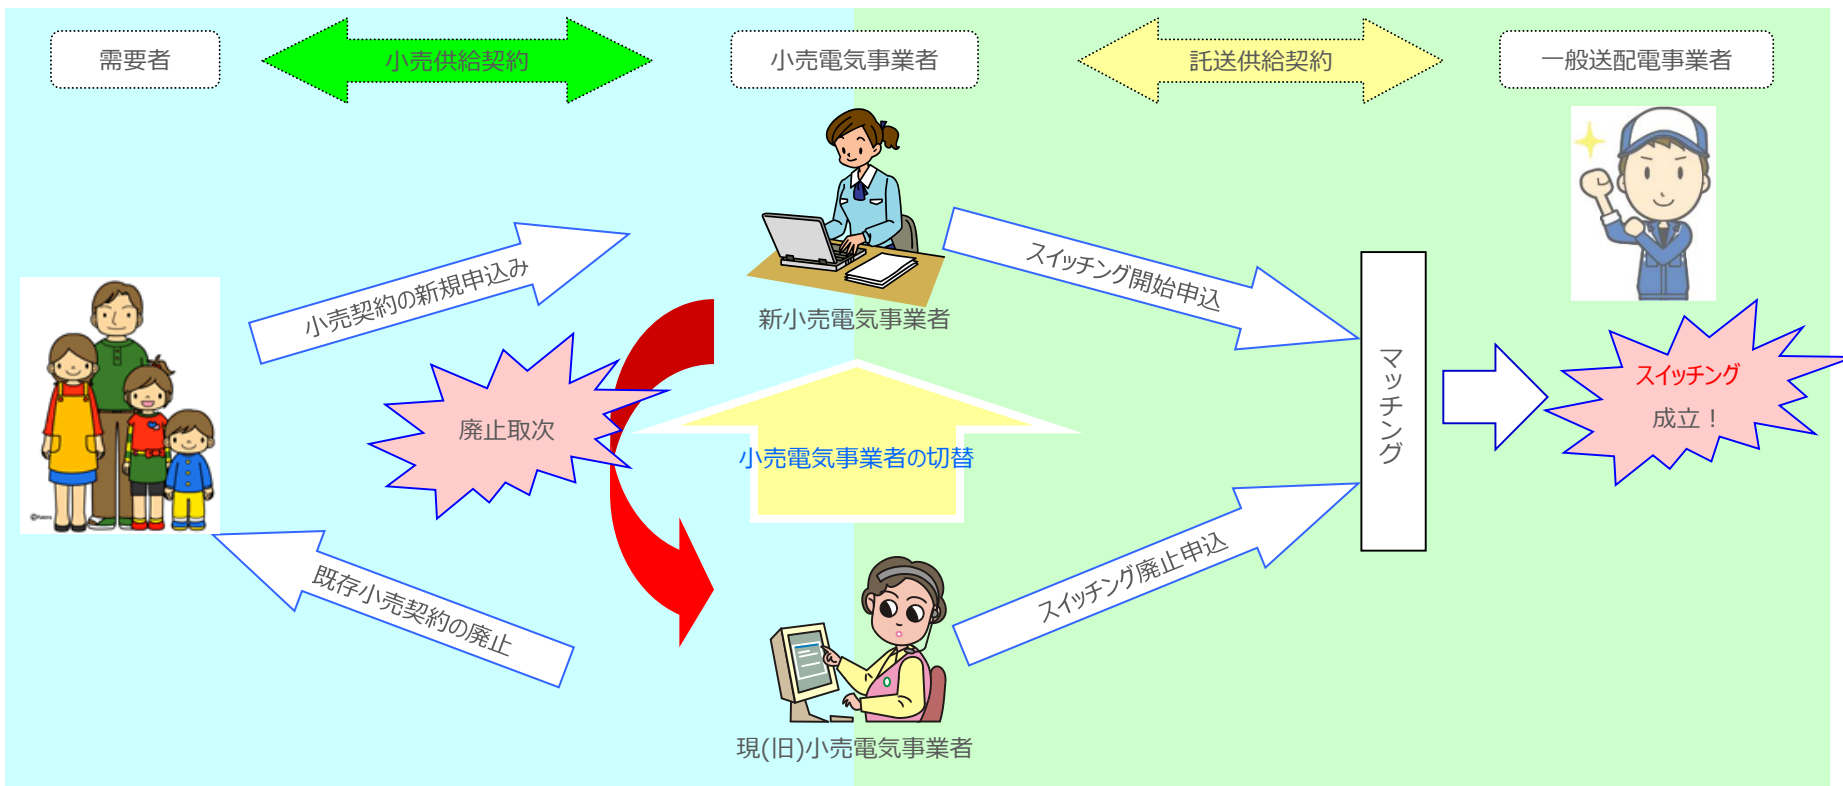 需要者
小売供給契約
小売電気事業者
託送供給契約
一般送配電事業者
小売契約の新規申込み
スイッチング開始申込
新小売電気事業者
廃止取次
小売電気事業者の切替
マッチング
スイッチング
成立！
既存小売契約の廃止
スイッチング廃止申込
現(旧)小売電気事業者